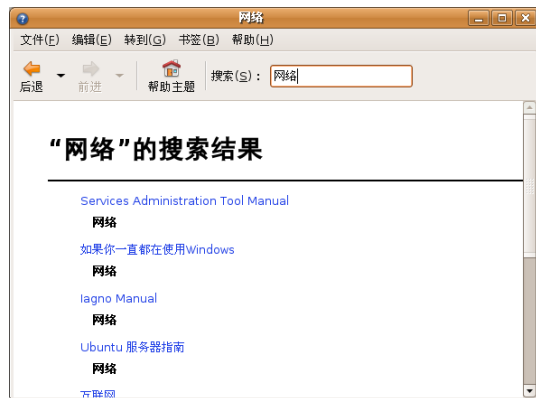 网络
文件(F) 编辑(E) 转到(G) 书签(B) 帮助(H)
后退 前进 帮助主题 搜索(S)： 网络
“网络”的搜索结果
Services Administration Tool Manual
网络
如果你一直都在使用Windows
网络
Iagno Manual
网络
Ubuntu 服务器指南
网络
互联网